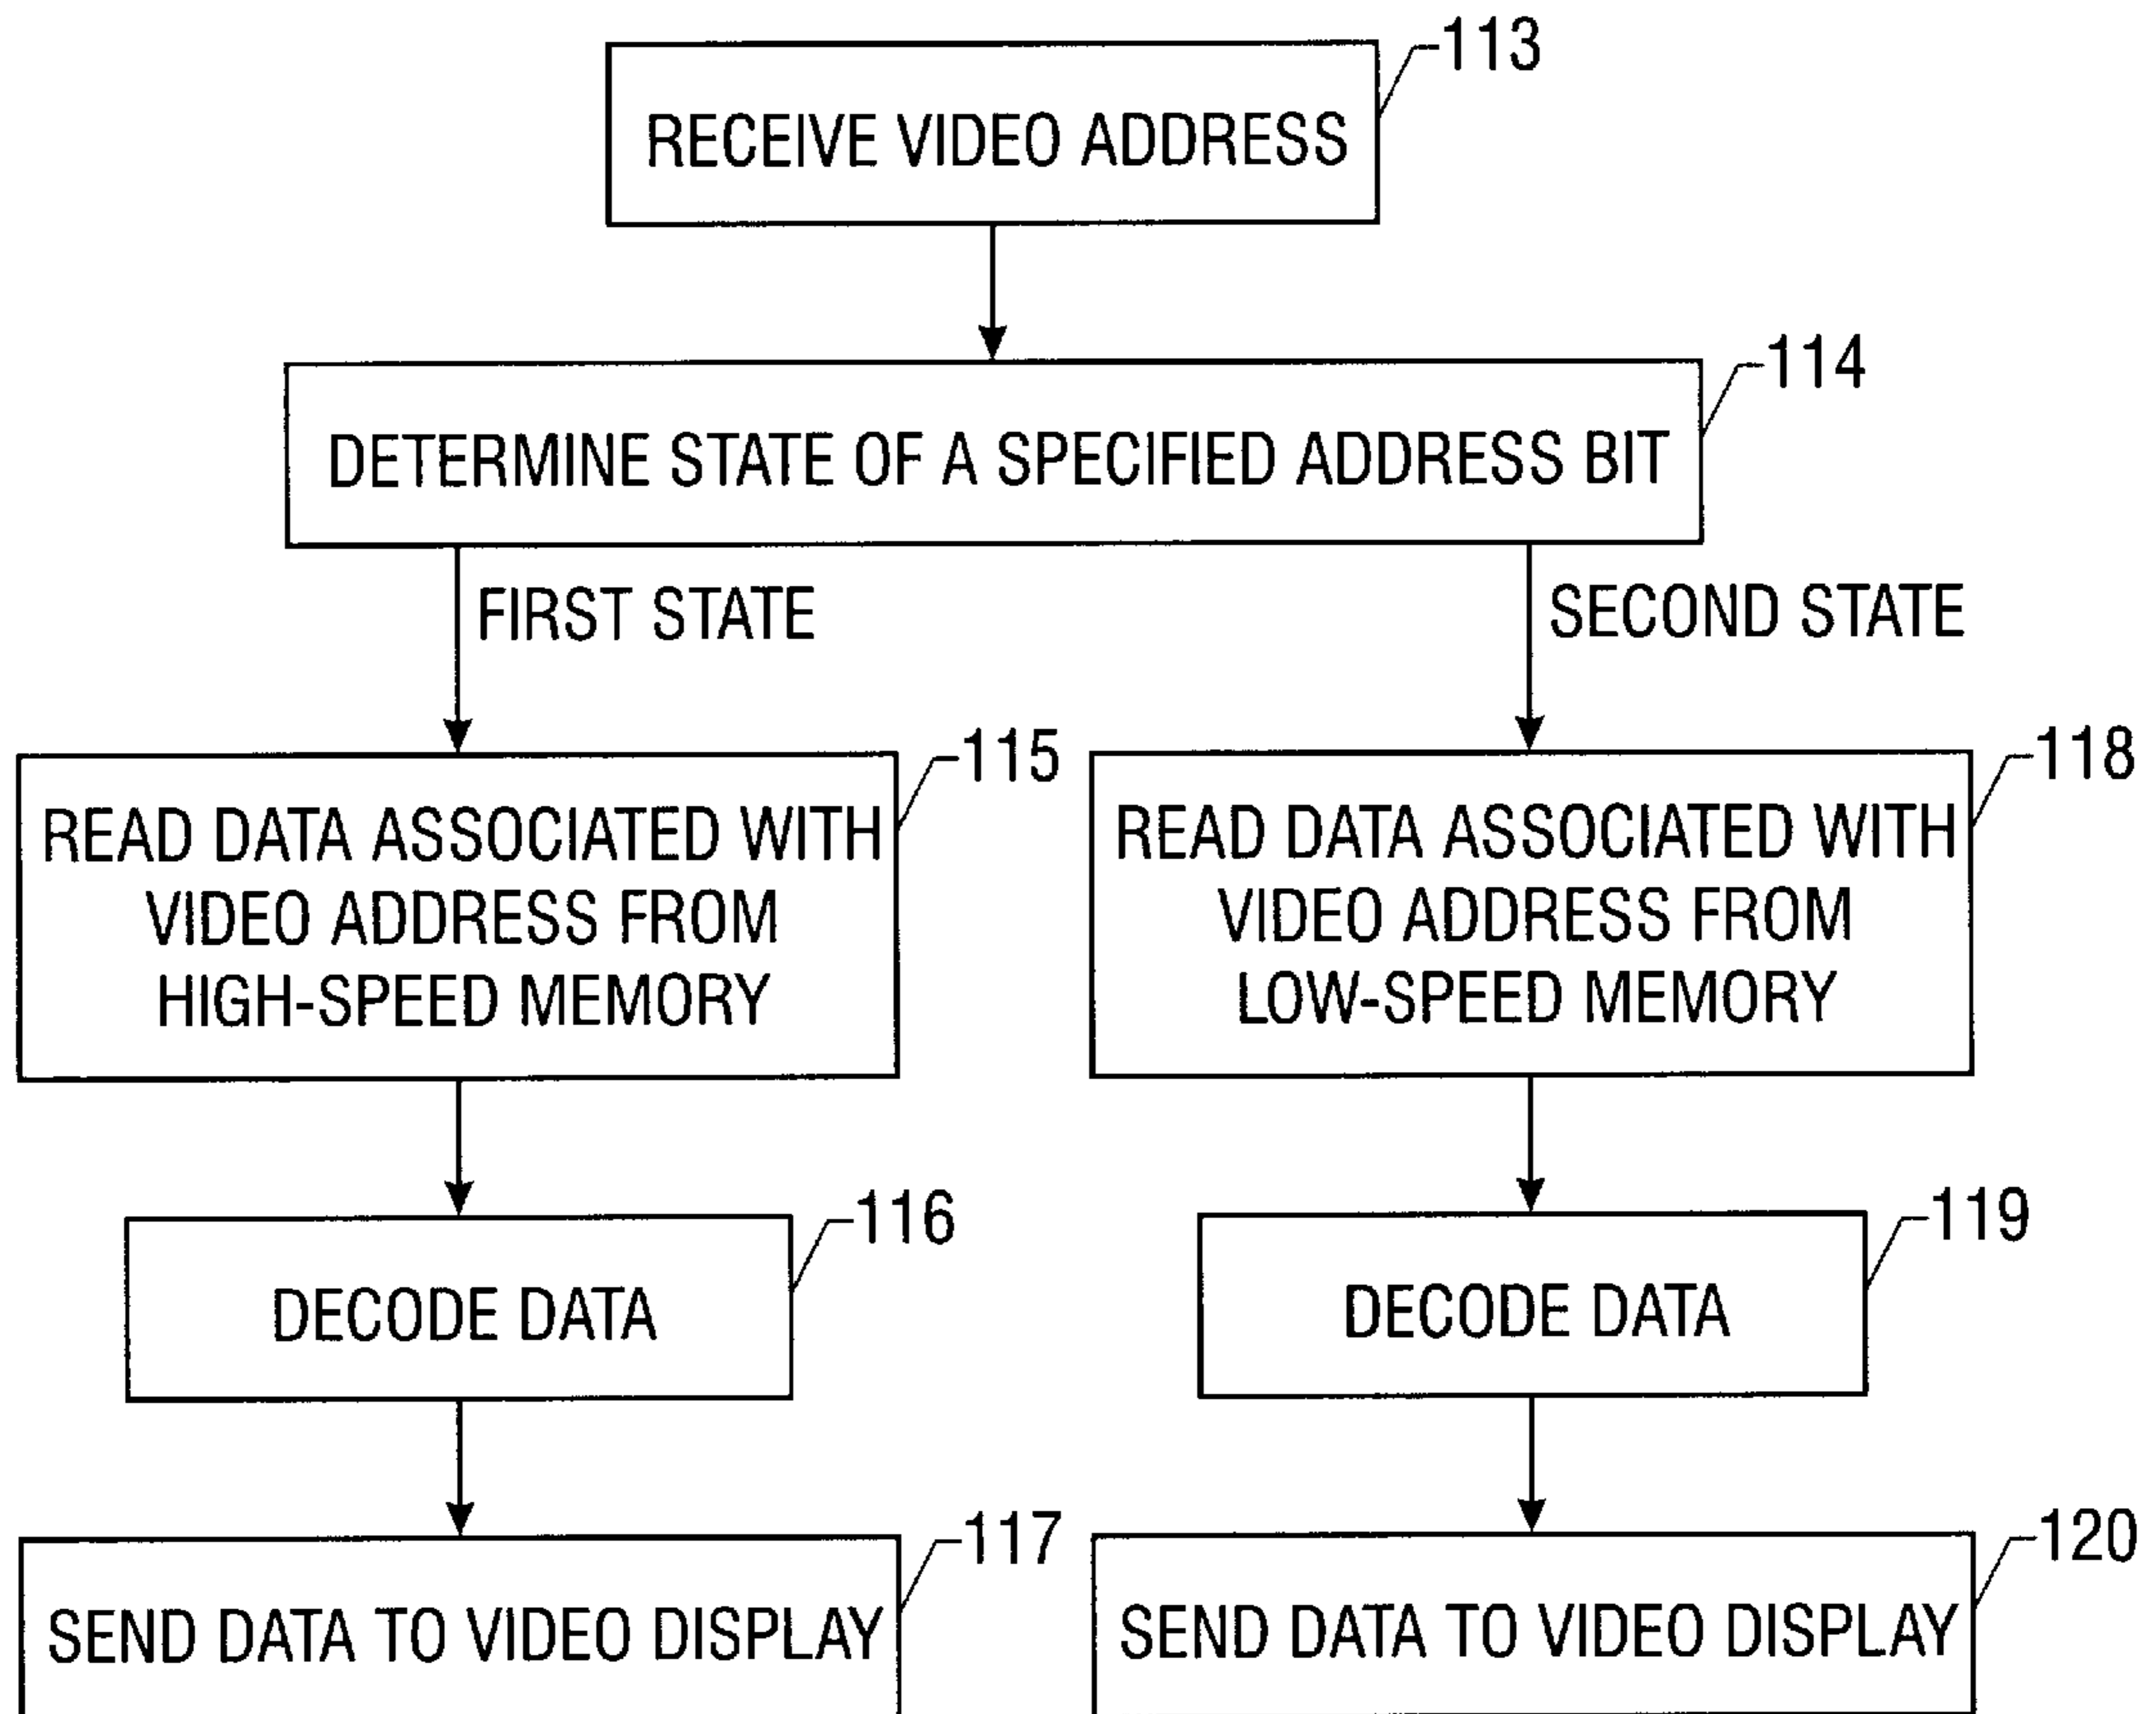 113
RECEIVE VIDEO ADDRESS
114
DETERMINE STATE OF A SPECIFIED ADDRESS BIT
FIRST STATE
SECOND STATE
115
READ DATA ASSOCIATED WITH
VIDEO ADDRESS FROM
HIGH-SPEED MEMORY
118
READ DATA ASSOCIATED WITH
VIDEO ADDRESS FROM
LOW-SPEED MEMORY
116
DECODE DATA
119
DECODE DATA
117
SEND DATA TO VIDEO DISPLAY
120
SEND DATA TO VIDEO DISPLAY